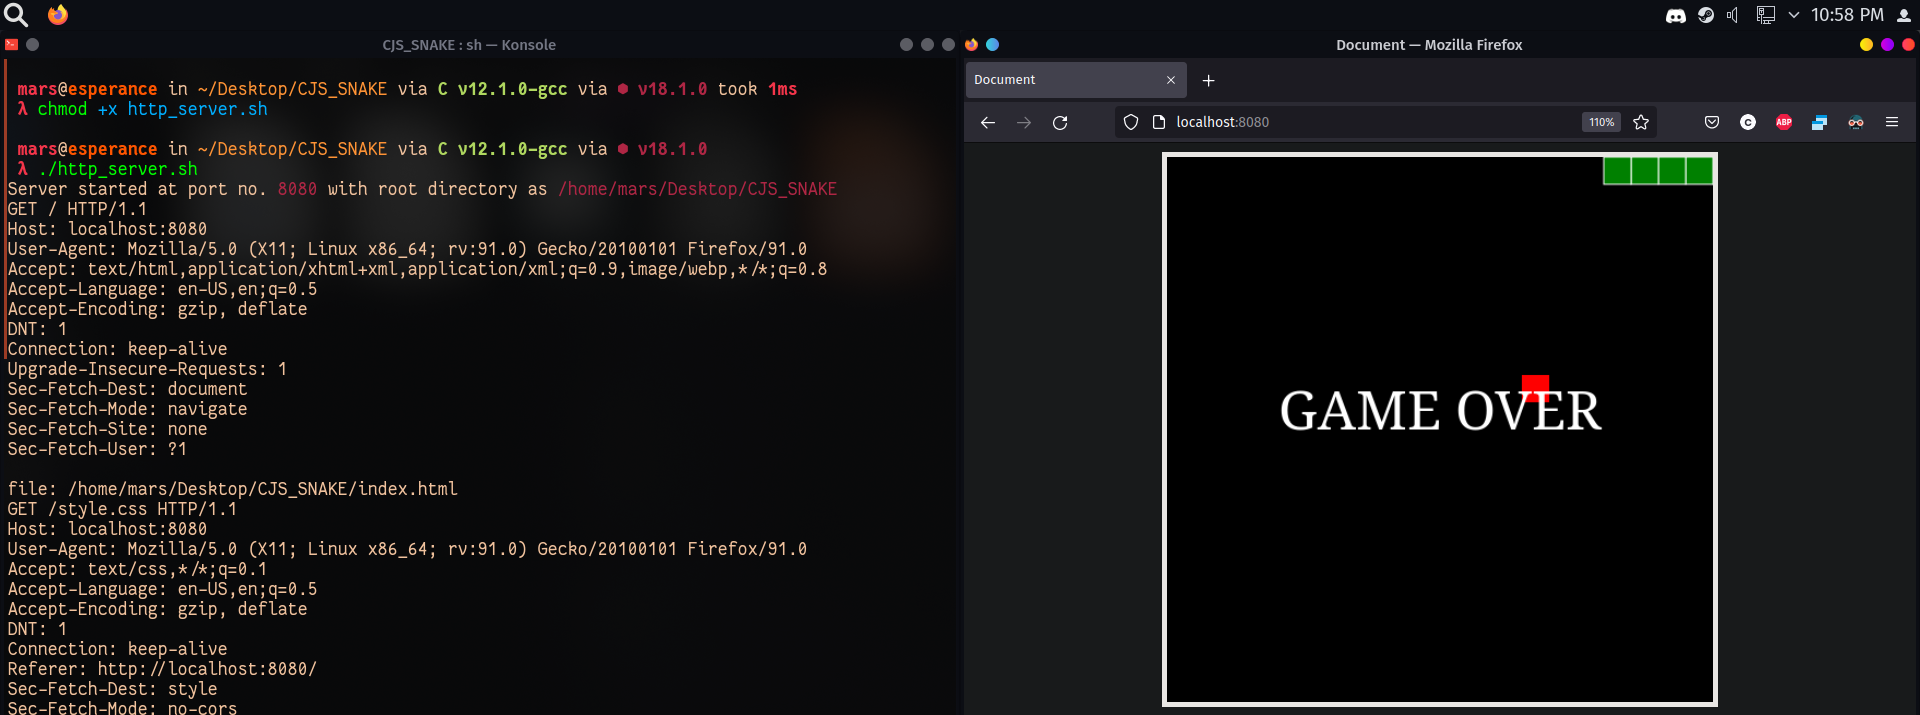 10:58 PM
CJS_SNAKE : sh — Konsole
mars@esperance in ~/Desktop/CJS_SNAKE via C v12.1.0-gcc via ⬢ v18.1.0 took 1ms
λ chmod +x http_server.sh
mars@esperance in ~/Desktop/CJS_SNAKE via C v12.1.0-gcc via ⬢ v18.1.0
λ ./http_server.sh
Server started at port no. 8080 with root directory as /home/mars/Desktop/CJS_SNAKE
GET / HTTP/1.1
Host: localhost:8080
User-Agent: Mozilla/5.0 (X11; Linux x86_64; rv:91.0) Gecko/20100101 Firefox/91.0
Accept: text/html,application/xhtml+xml,application/xml;q=0.9,image/webp,*/*;q=0.8
Accept-Language: en-US,en;q=0.5
Accept-Encoding: gzip, deflate
DNT: 1
Connection: keep-alive
Upgrade-Insecure-Requests: 1
Sec-Fetch-Dest: document
Sec-Fetch-Mode: navigate
Sec-Fetch-Site: none
Sec-Fetch-User: ?1
file: /home/mars/Desktop/CJS_SNAKE/index.html
GET /style.css HTTP/1.1
Host: localhost:8080
User-Agent: Mozilla/5.0 (X11; Linux x86_64; rv:91.0) Gecko/20100101 Firefox/91.0
Accept: text/css,*/*;q=0.1
Accept-Language: en-US,en;q=0.5
Accept-Encoding: gzip, deflate
DNT: 1
Connection: keep-alive
Referer: http://localhost:8080/
Sec-Fetch-Dest: style
Sec-Fetch-Mode: no-cors
Document — Mozilla Firefox
Document
localhost:8080
110%
C
ABP
GAME OVER